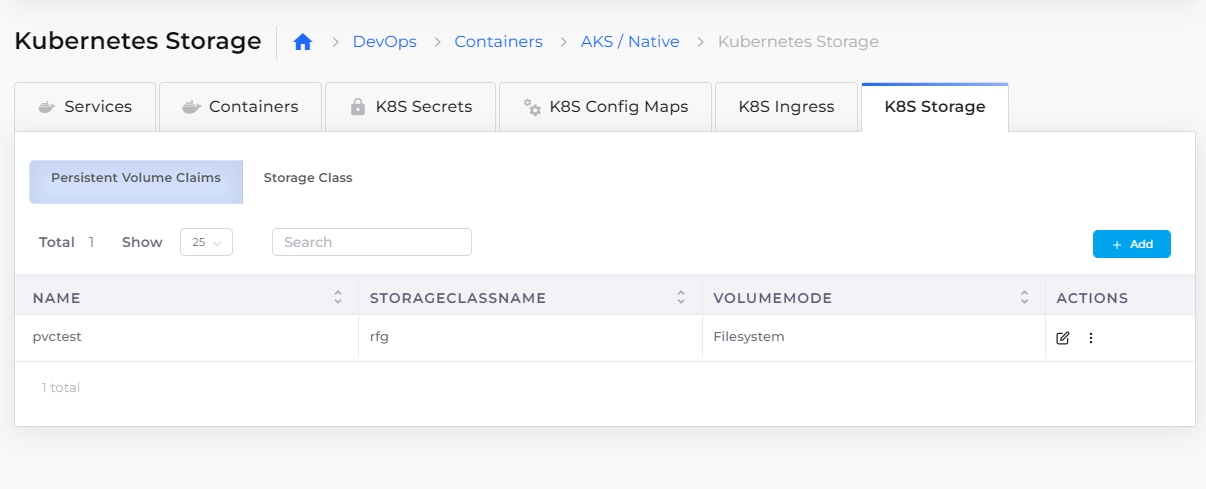 Kubernetes Storage DevOps Containers AKS / Native Kubernetes Storage
Services Containers K8S Secrets K8S Config Maps K8S Ingress K8S Storage
Persistent Volume Claims Storage Class
Total 1 Show 25 Search + Add
NAME STORAGECLASSNAME VOLUMEMODE ACTIONS
pvctest rfg Filesystem
1 total